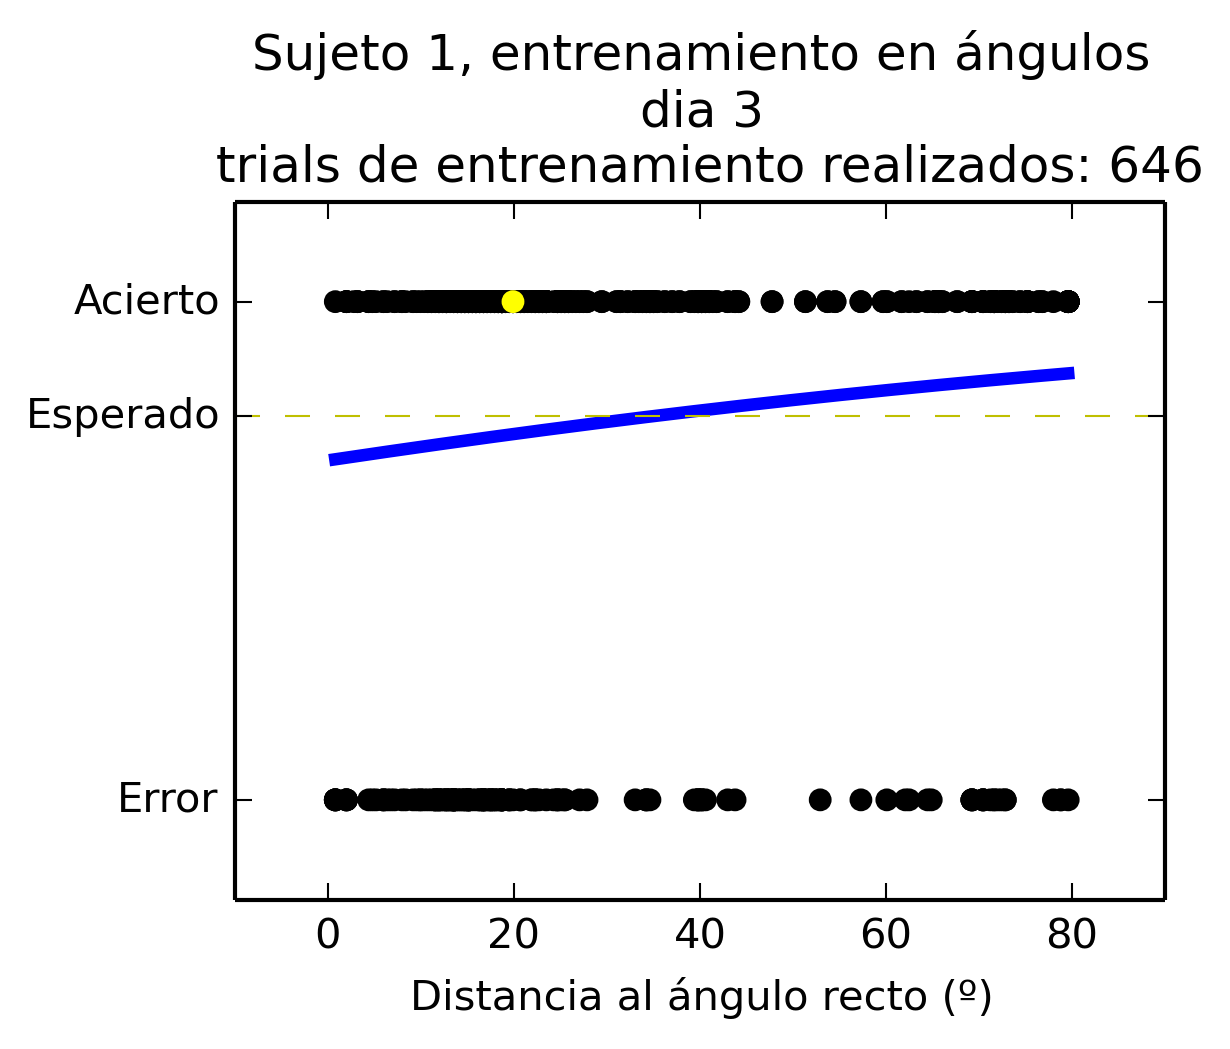 Sujeto 1, entrenamiento en ángulos
dia 3
trials de entrenamiento realizados: 646
Acierto
Esperado
Error
0 20 40 60 80
Distancia al ángulo recto (º)